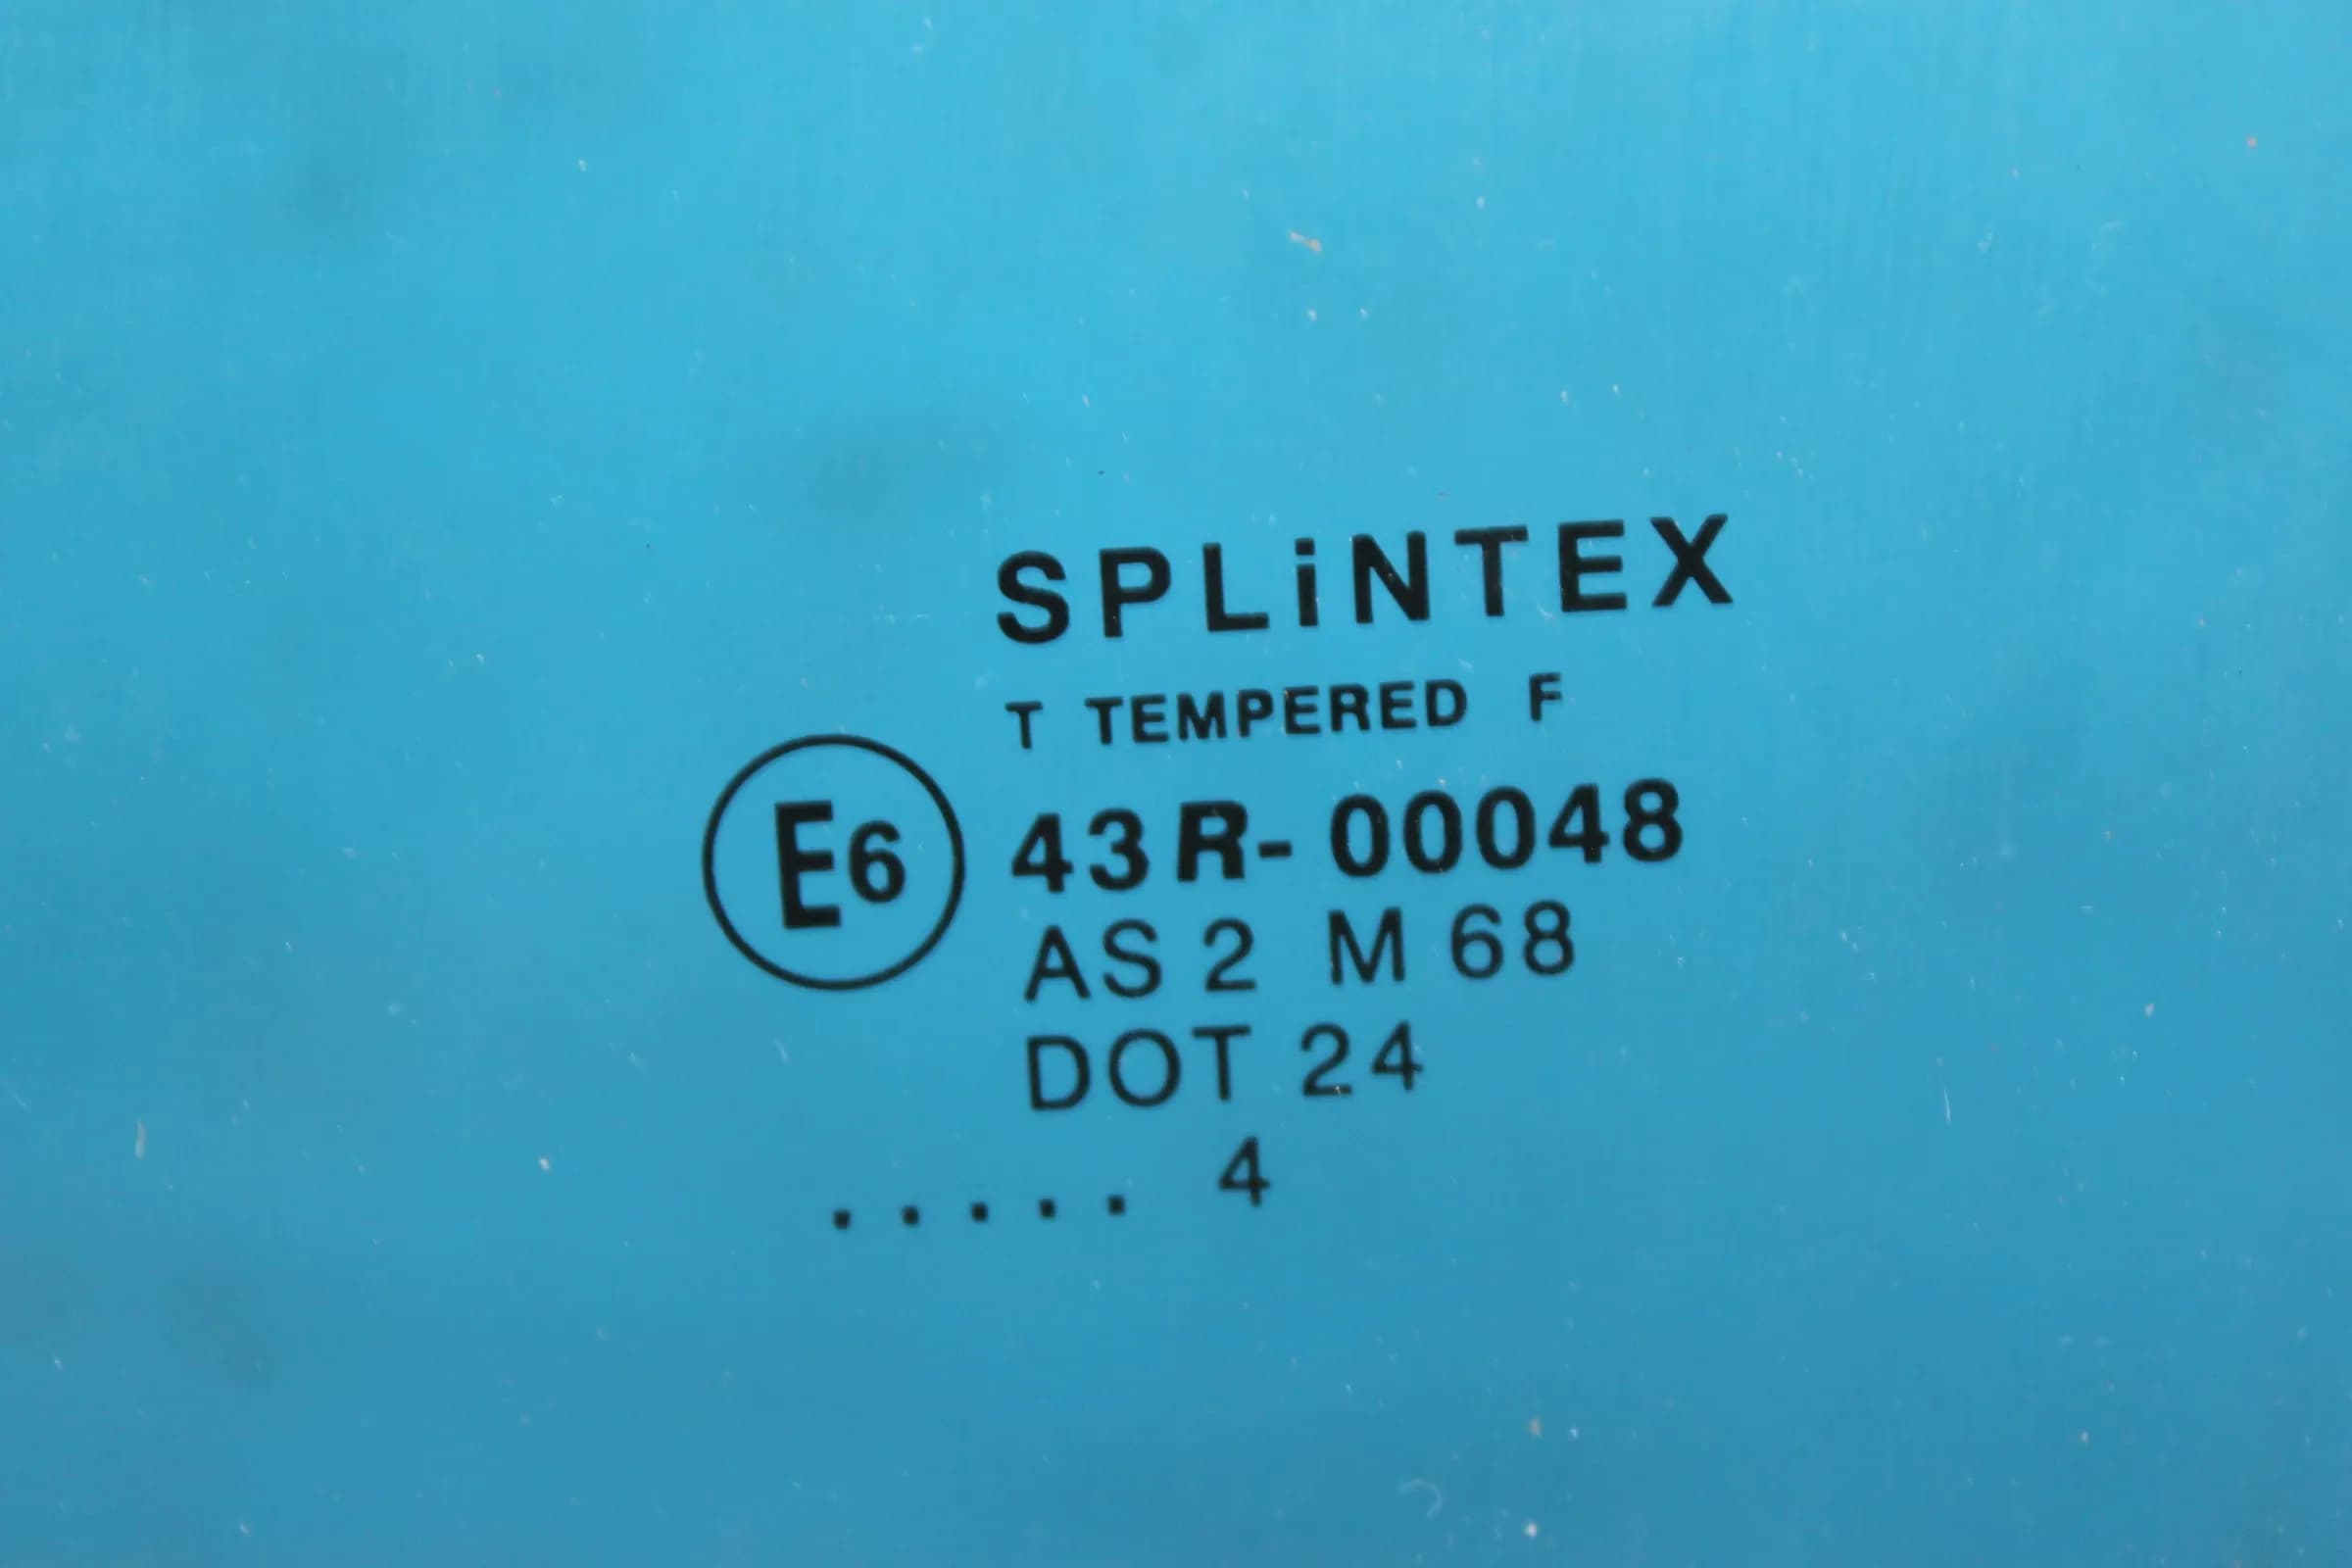 SPLiNTEX
T TEMPERED F
E6 43R-00048
AS 2 M 68
DOT 24
..... 4